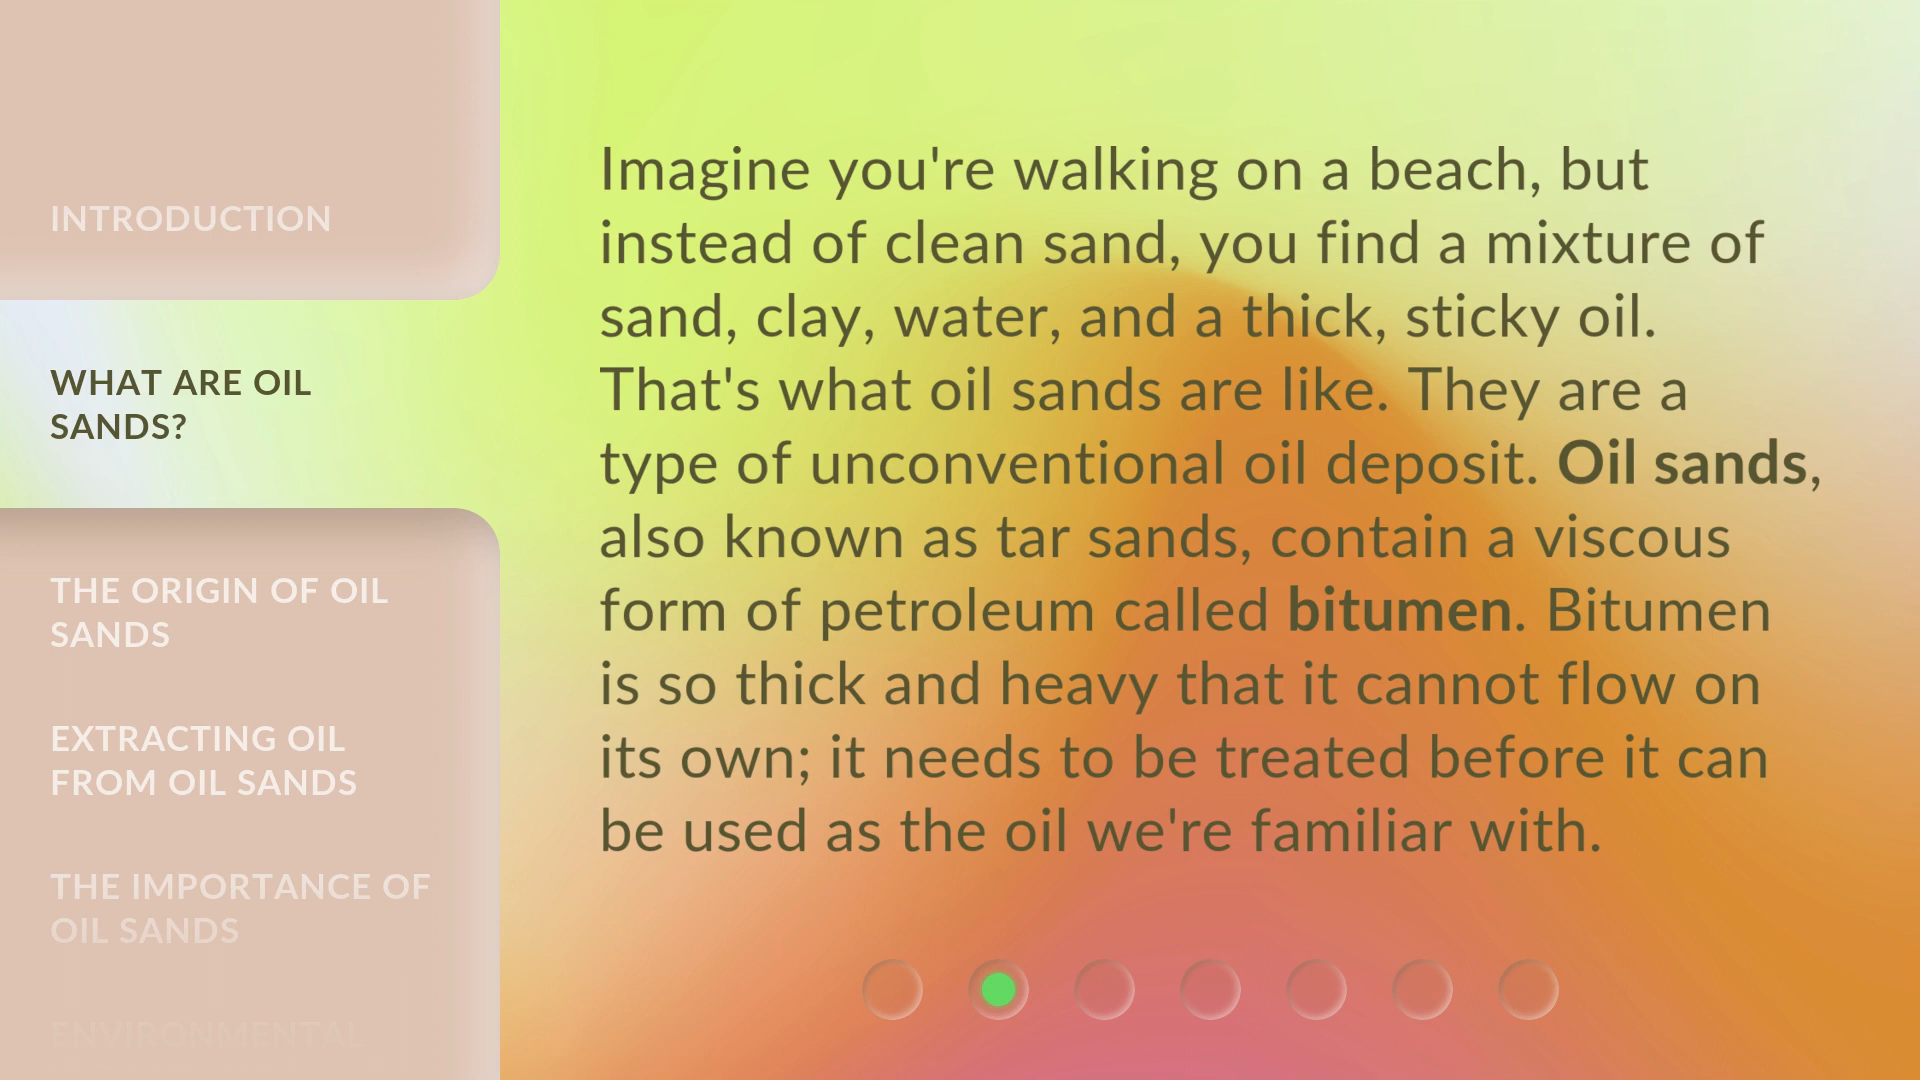 INTRODUCTION
WHAT ARE OIL
SANDS?
THE ORIGIN OF OIL
SANDS
EXTRACTING OIL
FROM OIL SANDS
THE IMPORTANCE OF
OIL SANDS
ENVIRONMENTAL
Imagine you're walking on a beach, but
instead of clean sand, you find a mixture of
sand, clay, water, and a thick, sticky oil.
That's what oil sands are like. They are a
type of unconventional oil deposit. Oil sands,
also known as tar sands, contain a viscous
form of petroleum called bitumen. Bitumen
is so thick and heavy that it cannot flow on
its own; it needs to be treated before it can
be used as the oil we're familiar with.